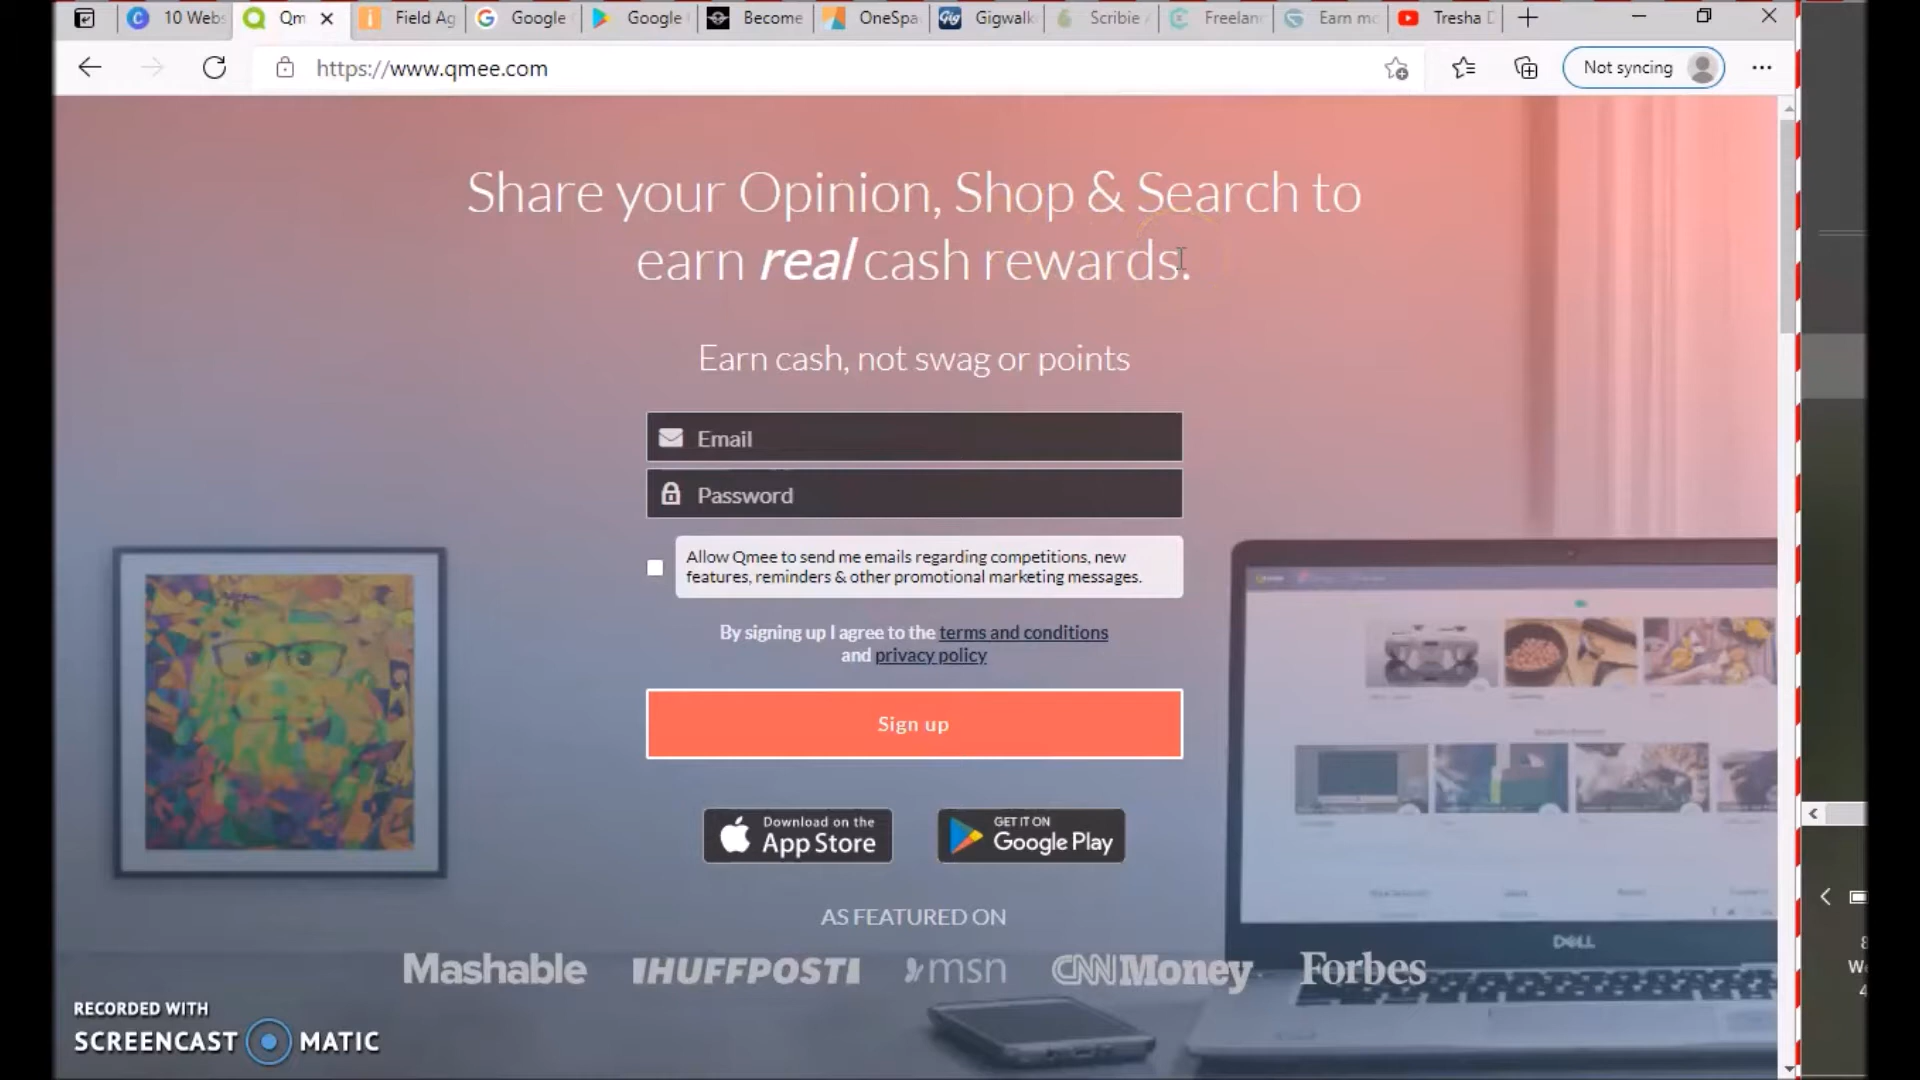 10 Webs
Qm
Field Ag
Google
Google
Become
OneSpa
Gigwalk
Scribie
Freelan
Earn mo
Tresha
https://www.qmee.com
Not syncing
Share your Opinion, Shop & Search to
earn real cash rewards.
Earn cash, not swag or points
Email
Password
Allow Qmee to send me emails regarding competitions, new
features, reminders & other promotional marketing messages.
By signing up I agree to the terms and conditions
and privacy policy
Sign up
Download on the
App Store
GET IT ON
Google Play
AS FEATURED ON
Mashable
HUFFPOST
msn
CNNMoney
Forbes
DELL
RECORDED WITH
SCREENCAST MATIC